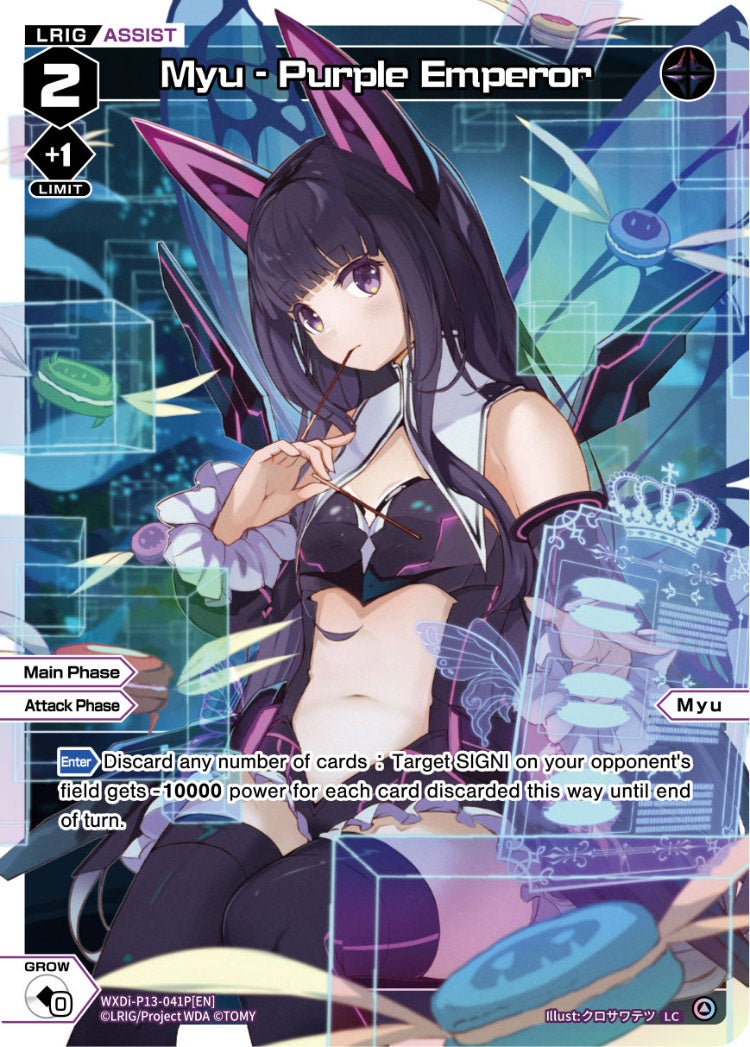 LRIG ASSIST
2
Myu - Purple Emperor
+1
LIMIT
Main Phase
Attack Phase
Myu
Enter Discard any number of cards : Target SIGNI on your opponent's
field gets -10000 power for each card discarded this way until end
of turn.
GROW
0
WXDi-P13-041P[EN]
©LRIG/Project WDA ©TOMY
Illust:クロサワテツ LC